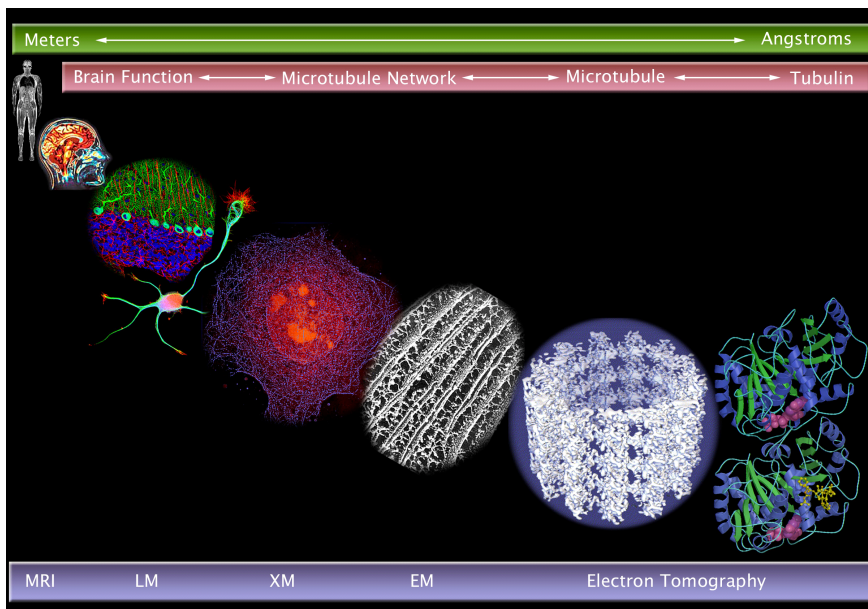 Meters Angstroms
Brain Function Microtubule Network Microtubule Tubulin
MRI LM XM EM Electron Tomography